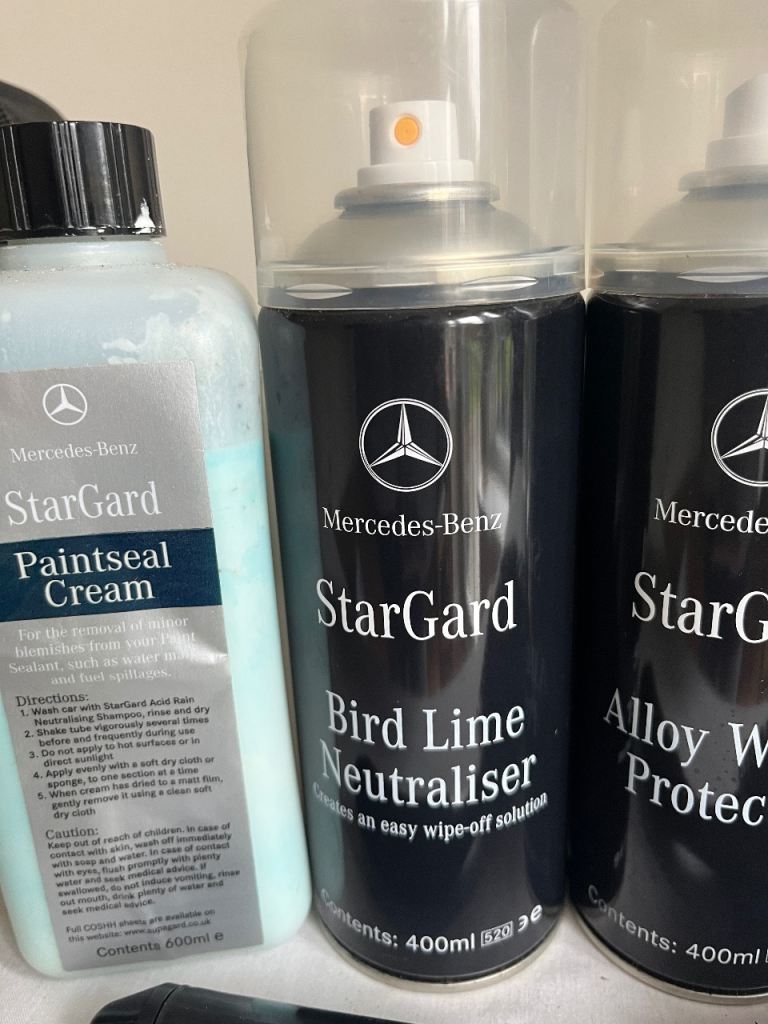 Mercedes-Benz
StarGard
Paintseal
Cream
For the removal of minor
blemishes from your Paint
Sealant, such as water
and fuel spillages.
Directions:
1. Wash car with StarGard Acid Rain
Neutralising Shampoo, rinse and dry
2. Shake tube vigorously several times
before and frequently during use
3. Do not apply to hot surfaces or in
direct sunlight
4. Apply evenly with a soft dry cloth or
sponge, to one section at a time
5. When cream has dried to a matt film,
gently remove it using a clean soft
dry cloth
Caution:
Keep out of reach of children. In case of
contact with skin, wash off immediately
with soap and water. In case of contact
with eyes, flush promptly with plenty
water and seek medical advice. If
swallowed, do not induce vomiting, rinse
out mouth, drink plenty of water and
seek medical advice.
Full COSHH sheets are available on
this website: www.supagard.co.uk
Contents 600ml e
Mercedes-Benz
StarGard
Bird Lime
Neutraliser
Creates an easy wipe-off solution
Contents: 400ml 520 ɜ e
Mercede
StarG
Alloy W
Protec
Contents: 400ml